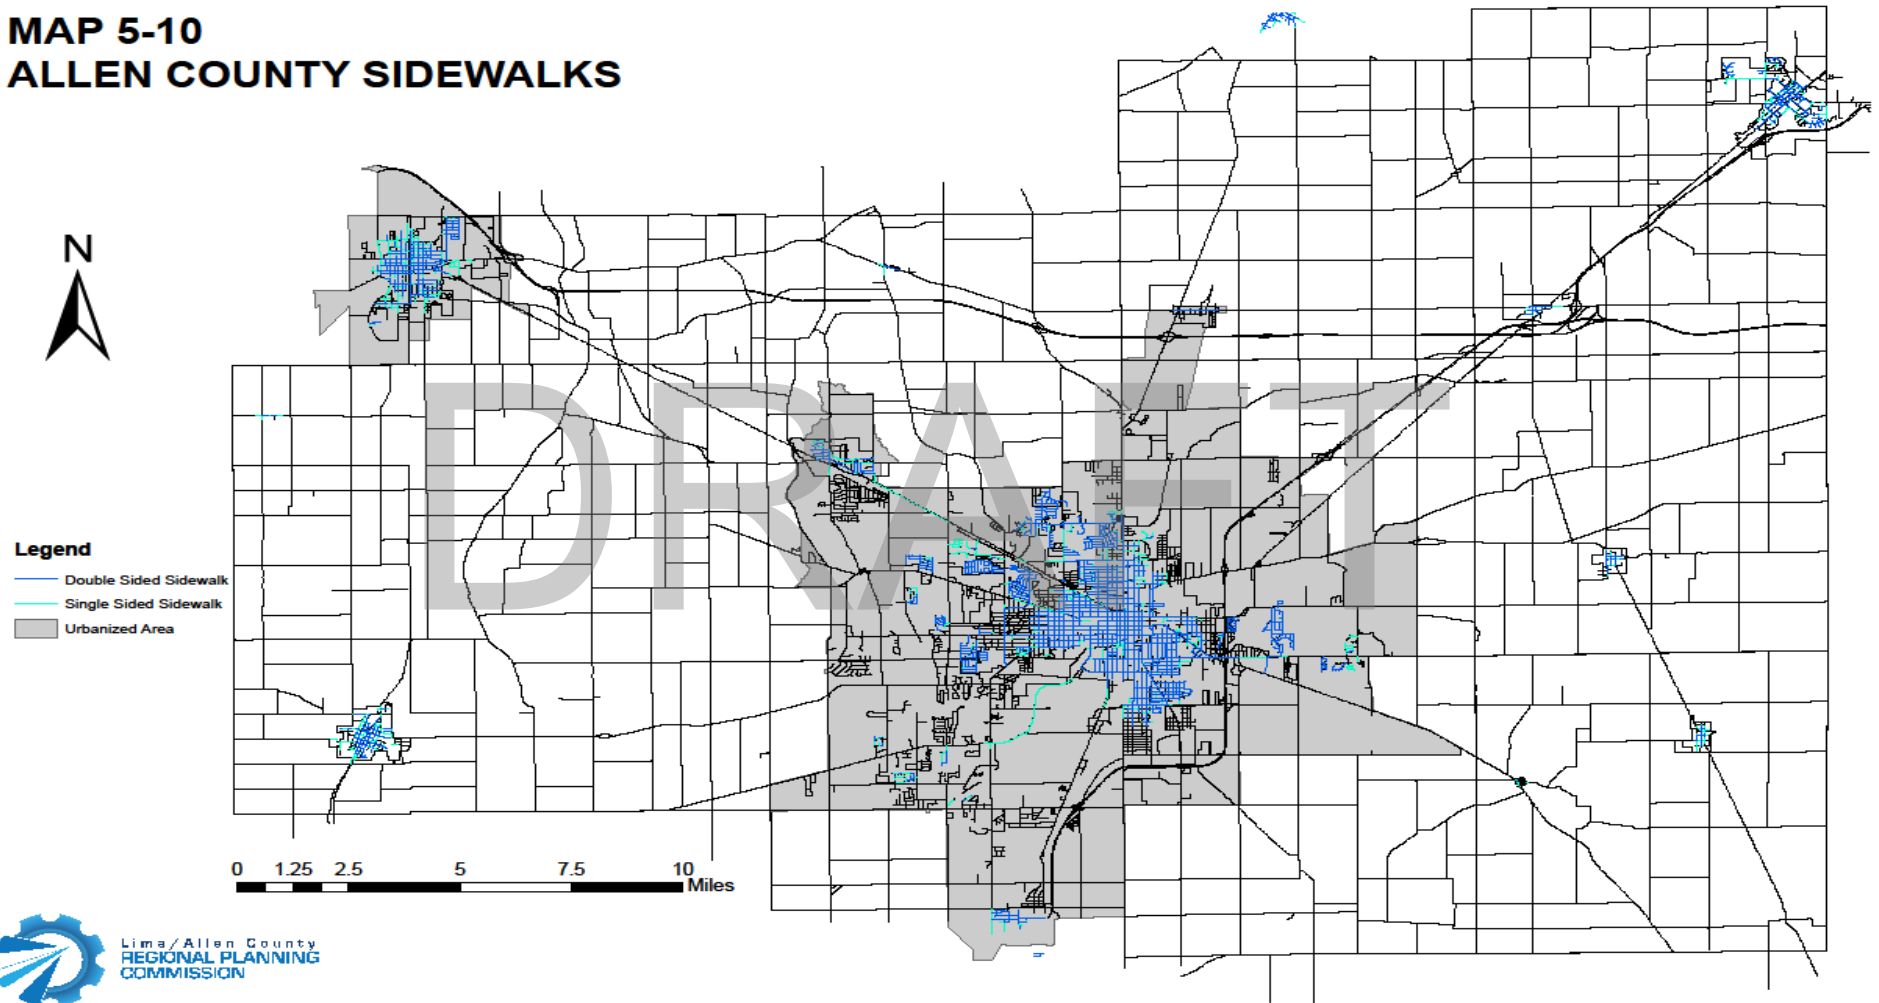 MAP 5-10
ALLEN COUNTY SIDEWALKS
N
DRAFT
Legend
Double Sided Sidewalk
Single Sided Sidewalk
Urbanized Area
0 1.25 2.5 5 7.5 10
Miles
Lima/Allen County
REGIONAL PLANNING
COMMISSION